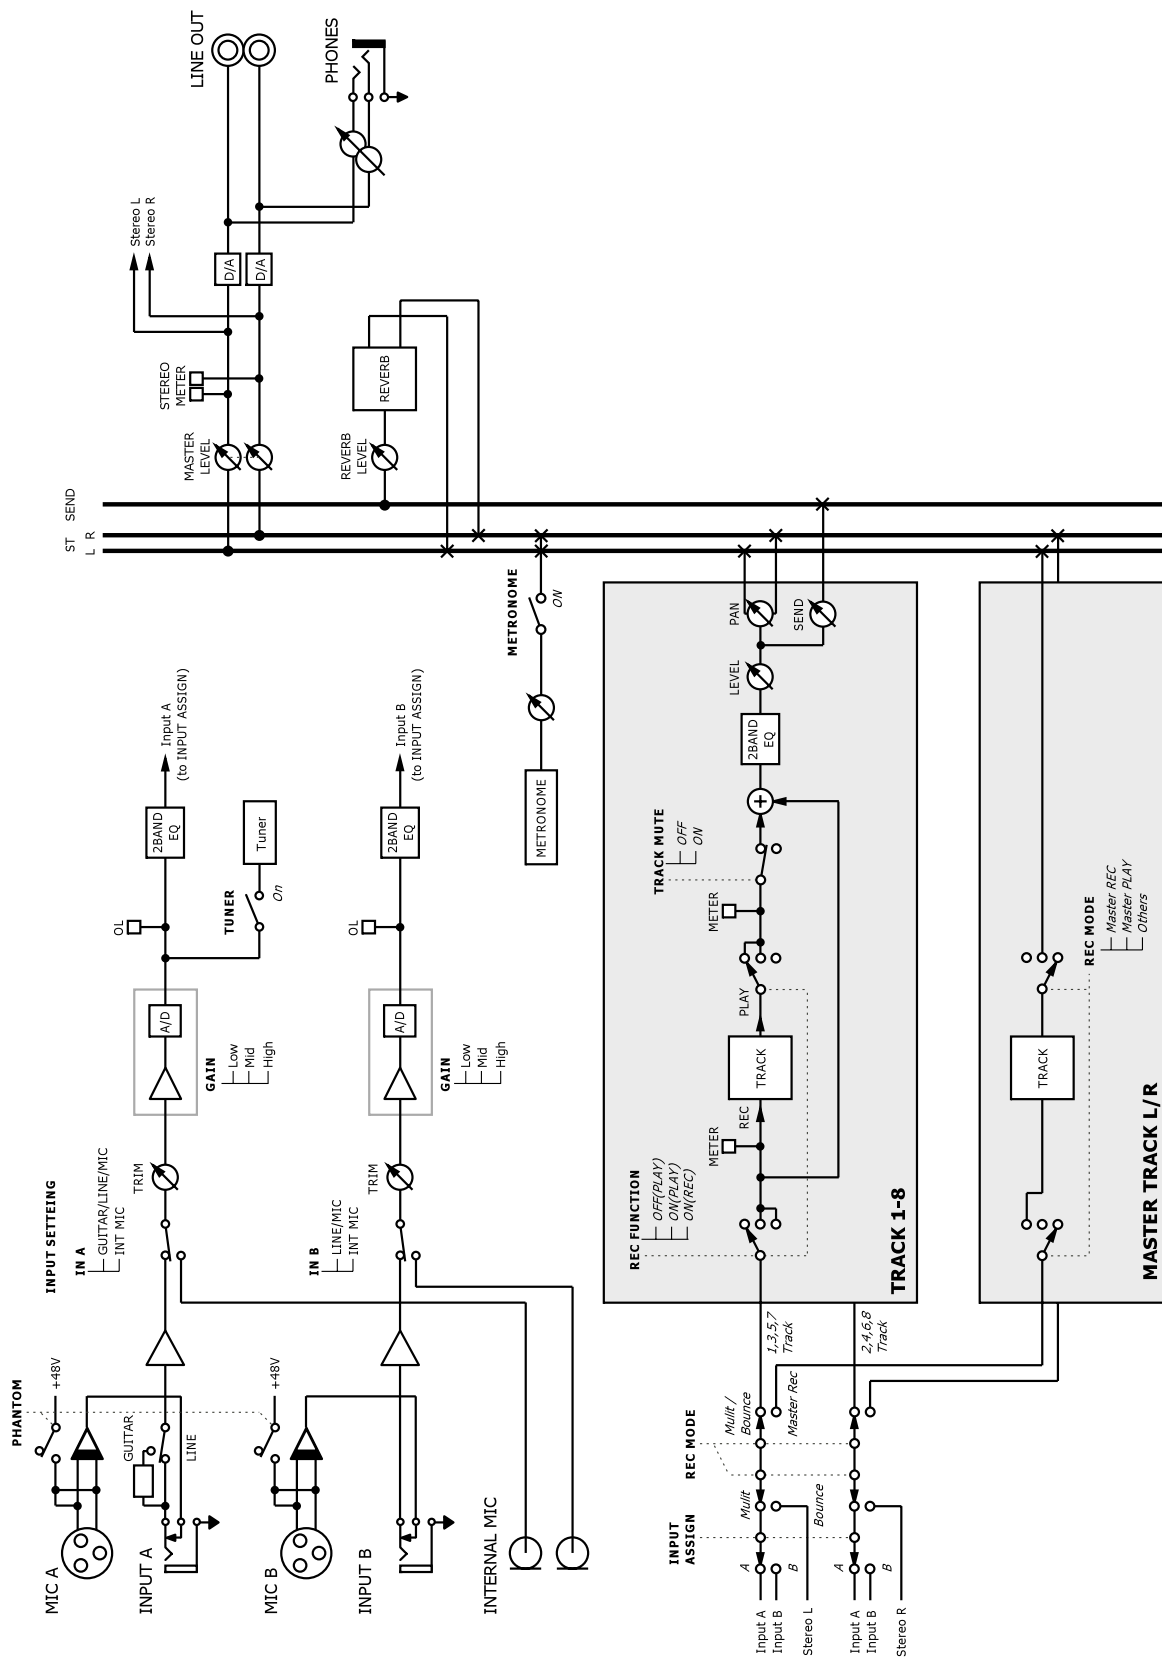 MIC A
PHANTOM
+48V
INPUT A
GUITAR
LINE
MIC B
+48V
INPUT B
INTERNAL MIC
INPUT SETTEING
IN A
GUITAR/LINE/MIC
INT MIC
TRIM
IN B
LINE/MIC
INT MIC
TRIM
A/D
GAIN
Low
Mid
High
A/D
GAIN
Low
Mid
High
OL
TUNER
On
Tuner
2BAND
EQ
Input A
(to INPUT ASSIGN)
OL
2BAND
EQ
Input B
(to INPUT ASSIGN)
METRONOME
METRONOME
ON
ST
L
R
SEND
MASTER
LEVEL
STEREO
METER
Stereo L
Stereo R
D/A
D/A
LINE OUT
PHONES
REVERB
LEVEL
REVERB
Input A
Input B
Stereo L
Input A
Input B
Stereo R
INPUT
ASSIGN
A
B
A
B
REC MODE
Mulit
Bounce
Mulit /
Bounce
Master Rec
1,3,5,7
Track
2,4,6,8
Track
TRACK 1-8
REC FUNCTION
OFF(PLAY)
ON(PLAY)
ON(REC)
METER
REC
TRACK
PLAY
METER
TRACK MUTE
OFF
ON
2BAND
EQ
LEVEL
PAN
SEND
MASTER TRACK L/R
TRACK
REC MODE
Master REC
Master PLAY
Others